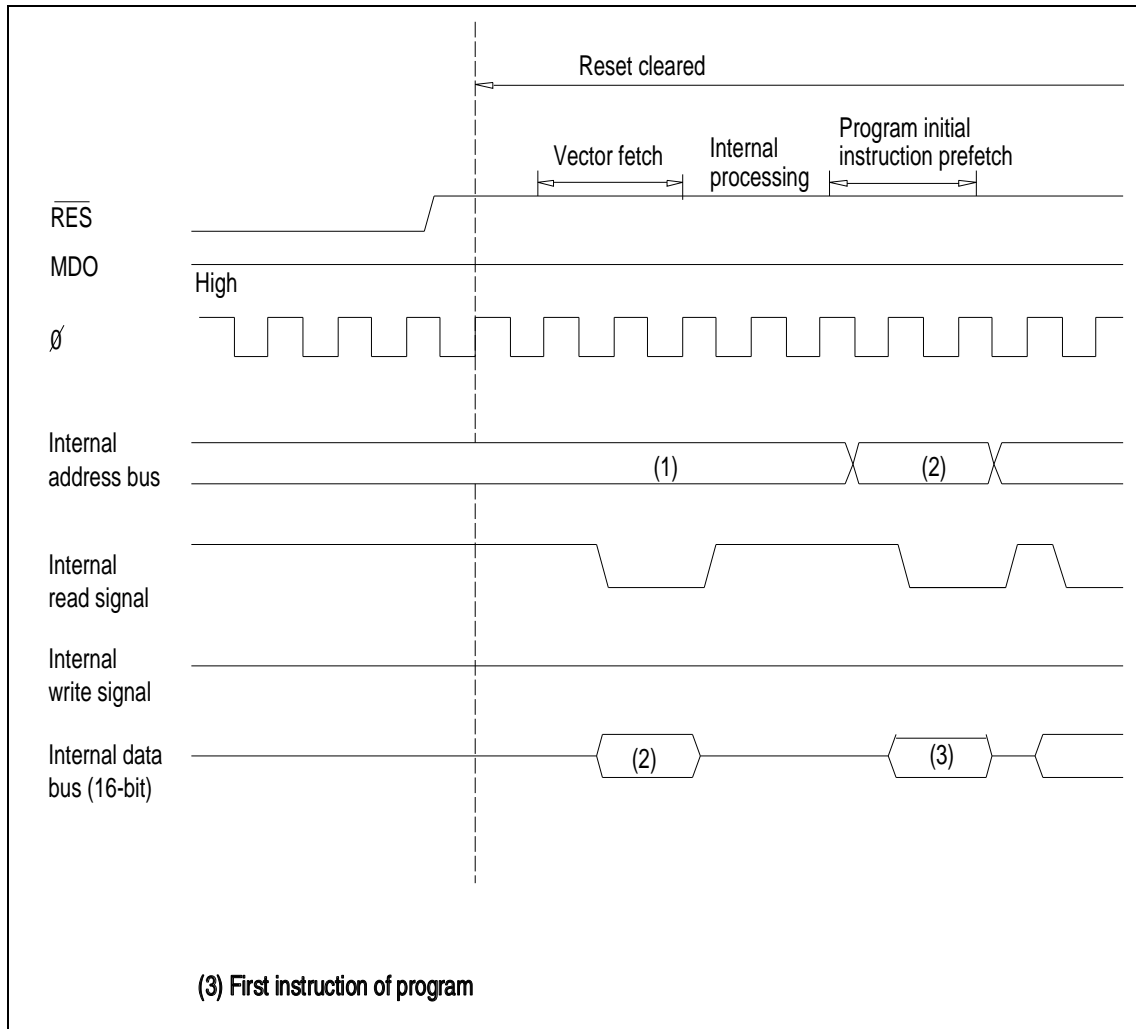 Reset cleared
Vector fetch
Internal
processing
Program initial
instruction prefetch
RES
MDO
High
ø
Internal
address bus
(1)
(2)
Internal
read signal
Internal
write signal
Internal data
bus (16-bit)
(2)
(3)
(3) First instruction of program